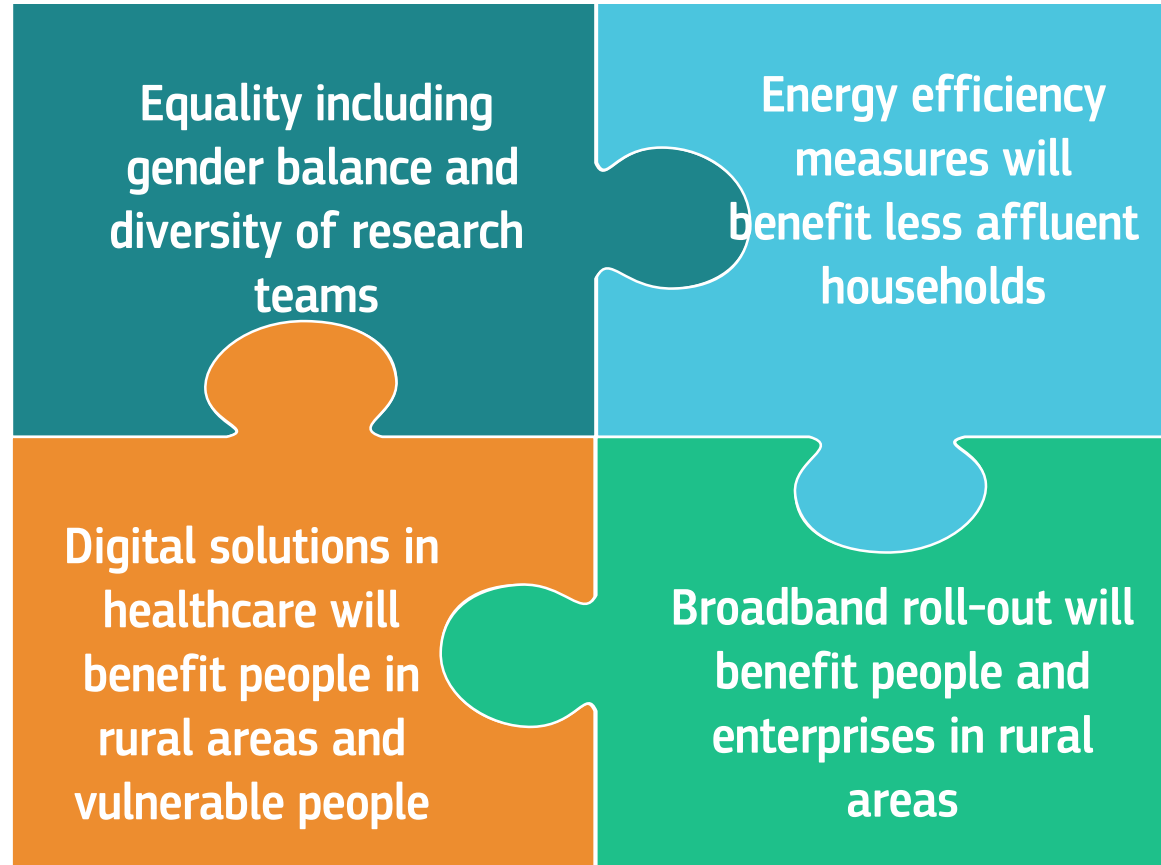 Equality including
gender balance and
diversity of research
teams
Energy efficiency
measures will
benefit less affluent
households
Digital solutions in
healthcare will
benefit people in
rural areas and
vulnerable people
Broadband roll-out will
benefit people and
enterprises in rural
areas